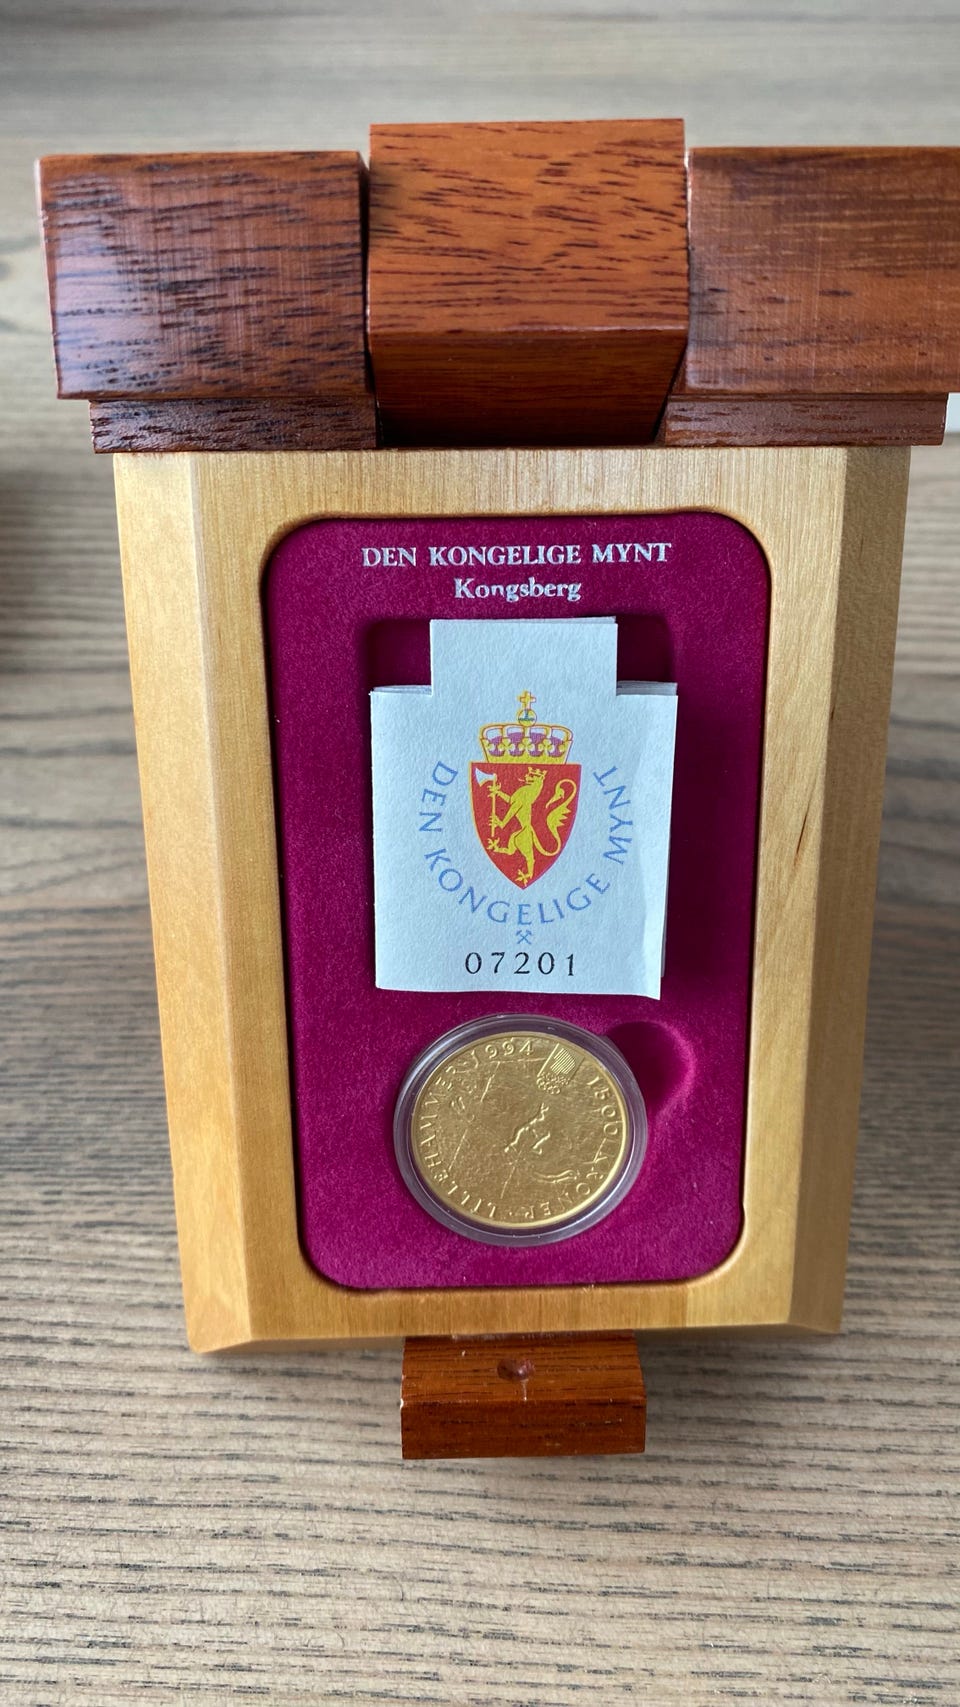 DEN KONGELIGE MYNT
Kongsberg
DEN KONGELIGE MYNT
07201
LILLEHAMMER 1994
1500 KRONER